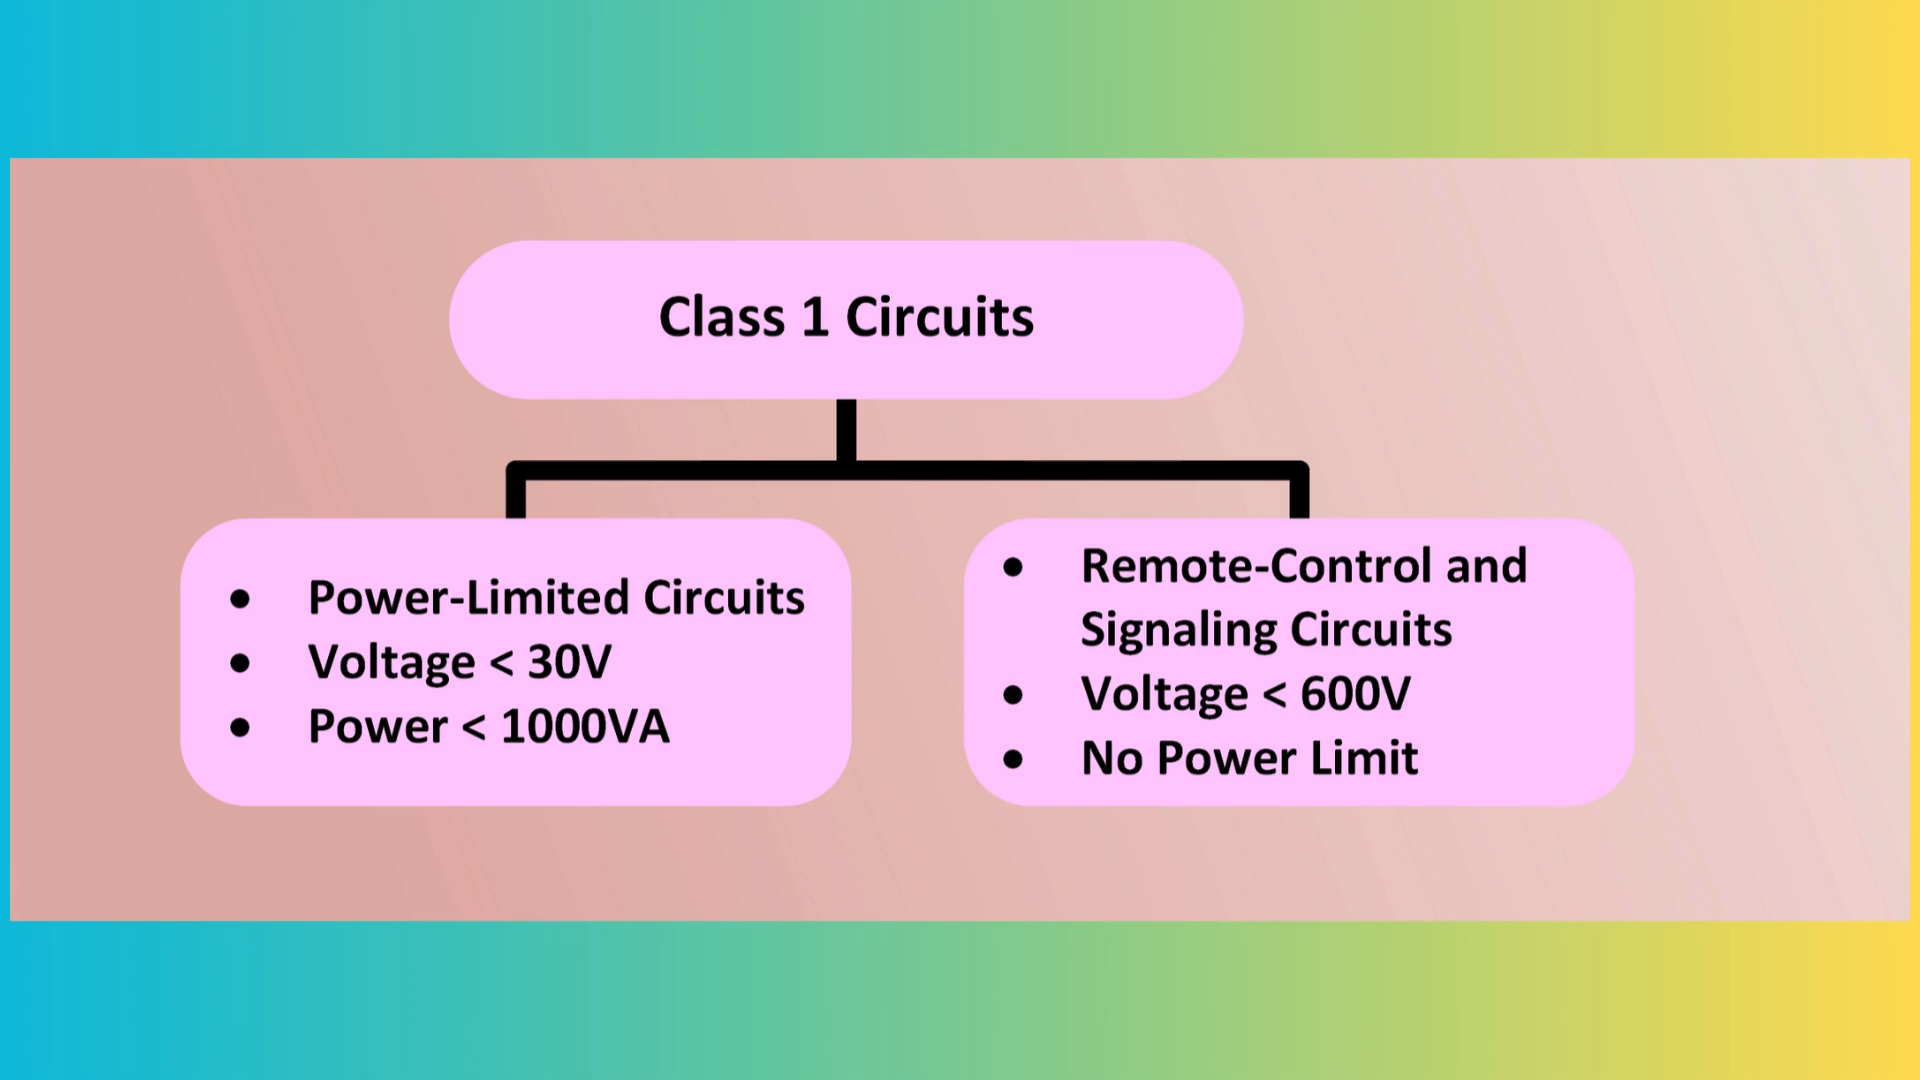 Class 1 Circuits
• Power-Limited Circuits
• Voltage < 30V
• Power < 1000VA
• Remote-Control and
Signaling Circuits
• Voltage < 600V
• No Power Limit